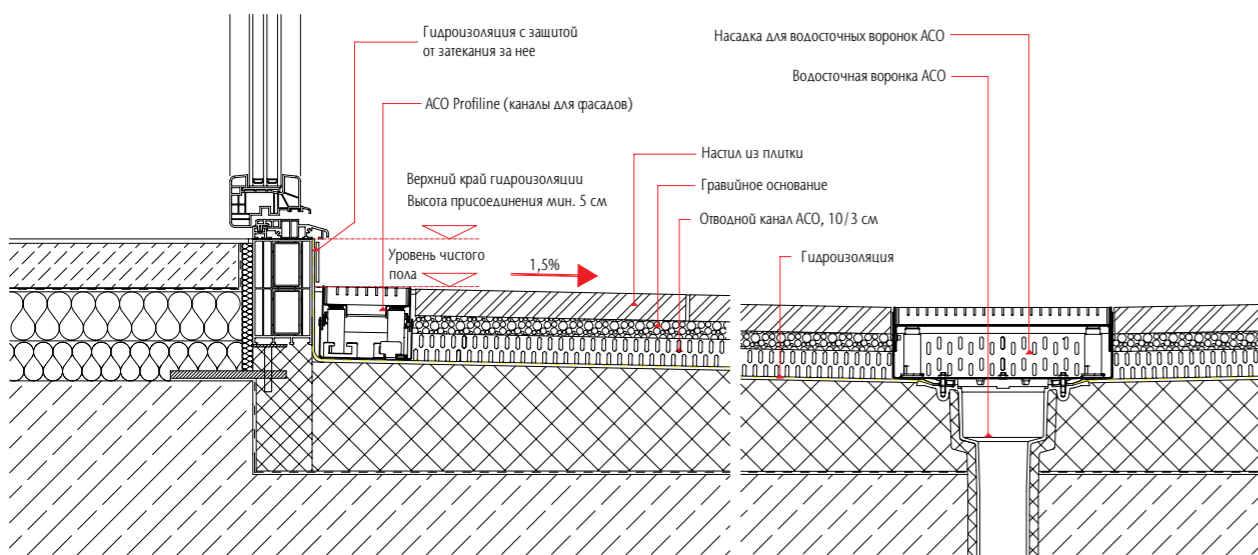 Гидроизоляция с защитой
от затекания за нее
ACO Profiline (каналы для фасадов)
Верхний край гидроизоляции
Высота присоединения мин. 5 см
Уровень чистого
пола
1,5%
Насадка для водосточных воронок ACO
Водосточная воронка ACO
Настил из плитки
Гравийное основание
Отводной канал ACO, 10/3 см
Гидроизоляция